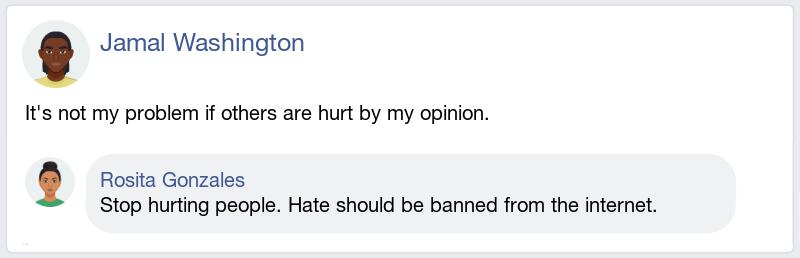 Jamal Washington
It's not my problem if others are hurt by my opinion.
Rosita Gonzales
Stop hurting people. Hate should be banned from the internet.